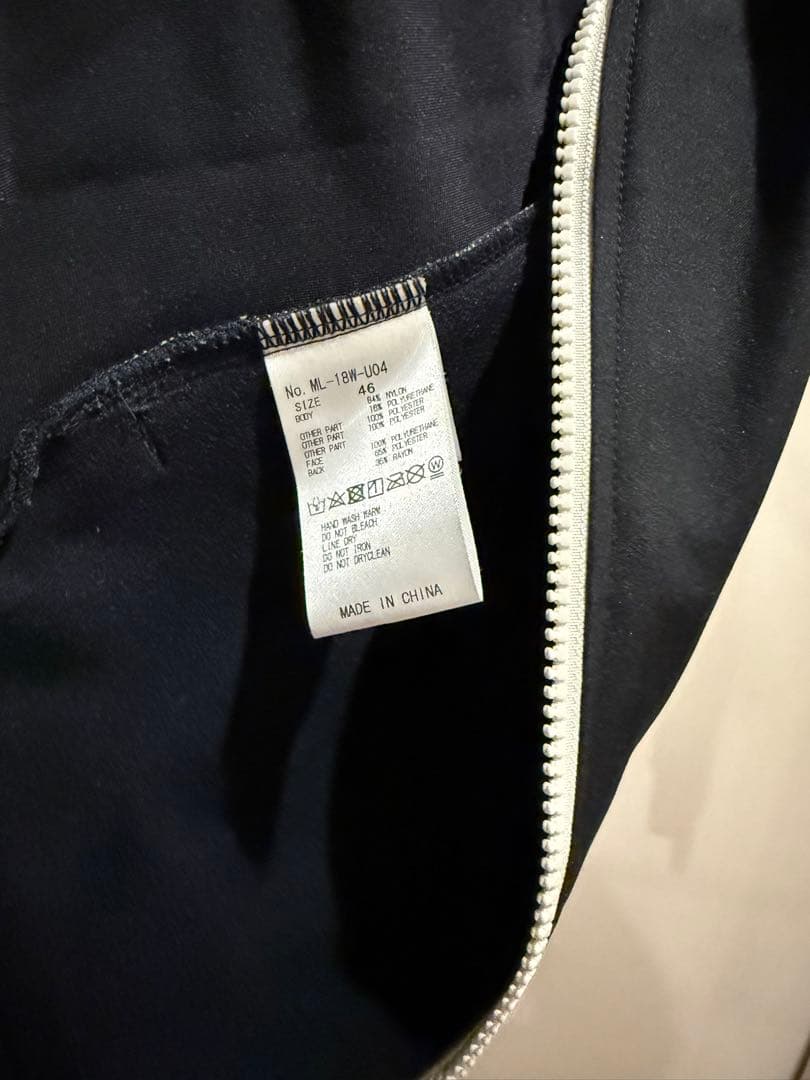 No. ML-18W-U04
SIZE 46
BODY 84% NYLON
16% POLYURETHANE
OTHER PART 100% POLYESTER
OTHER PART 100% POLYESTER
OTHER PART
FACE 100% POLYURETHANE
BACK 65% POLYESTER
35% RAYON
HAND WASH WARM
DO NOT BLEACH
LINE DRY
DO NOT IRON
DO NOT DRYCLEAN
MADE IN CHINA